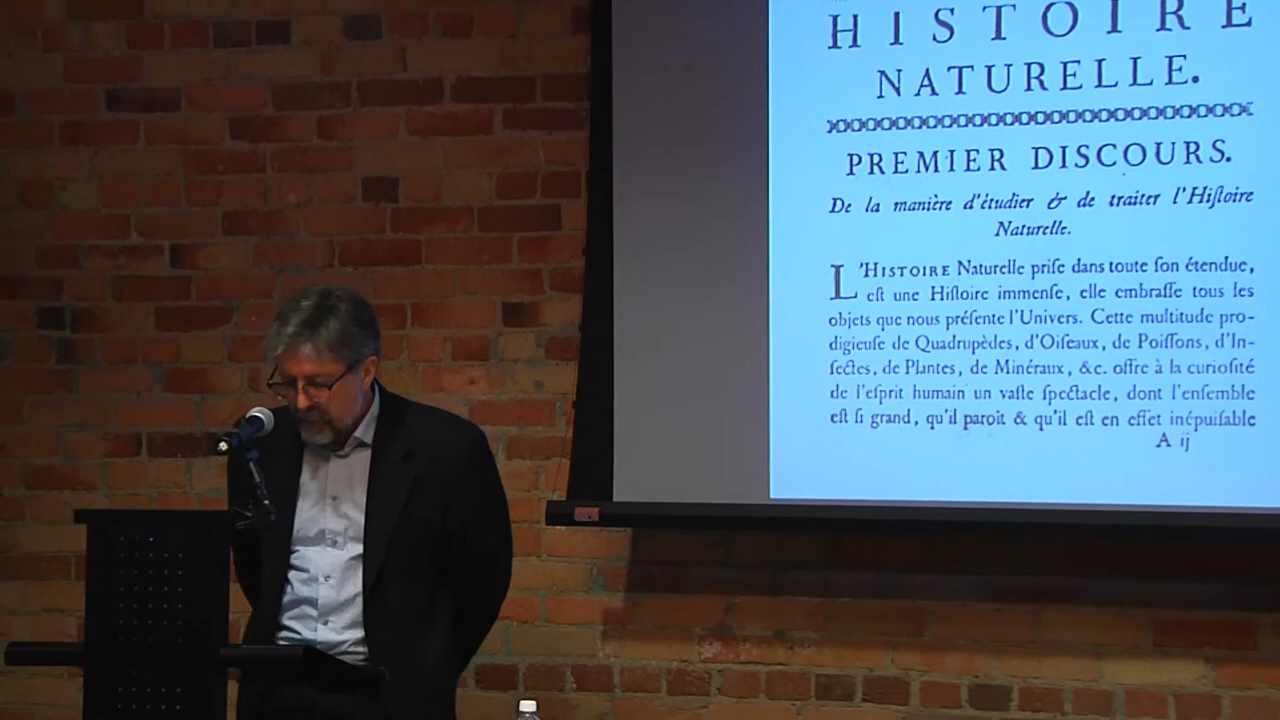 HISTOIRE
NATURELLE.
PREMIER DISCOURS.
De la manière d'étudier & de traiter l'Hiſtoire
Naturelle.
L'HISTOIRE Naturelle priſe dans toute ſon étendue,
eſt une Hiſtoire immenſe, elle embraſſe tous les
objets que nous préſente l'Univers. Cette multitude pro-
digieuſe de Quadrupèdes, d'Oiſeaux, de Poiſſons, d'In-
ſectes, de Plantes, de Minéraux, &c. offre à la curioſité
de l'eſprit humain un vaſte ſpectacle, dont l'enſemble
eſt ſi grand, qu'il paroît & qu'il eſt en effet inépuiſable
A ij